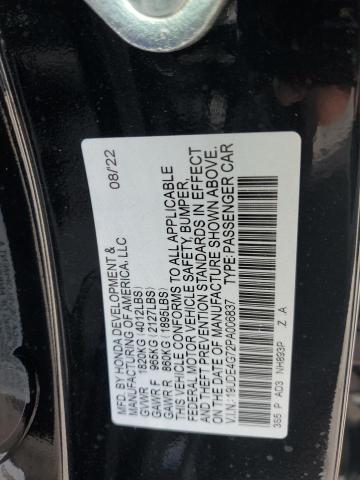 MFD. BY HONDA DEVELOPMENT & 08/22
MANUFACTURING OF AMERICA, LLC
GVWR 1820KG (4012LBS)
GAWR F 965KG (2127LBS)
GAWR R 860KG (1895LBS)
THIS VEHICLE CONFORMS TO ALL APPLICABLE
FEDERAL MOTOR VEHICLE SAFETY, BUMPER,
AND THEFT PREVENTION STANDARDS IN EFFECT
ON THE DATE OF MANUFACTURE SHOWN ABOVE.
V.I.N.: 19UDE4G72PA006837 TYPE:PASSENGER CAR
3S5 P AD3 NH893P Z A